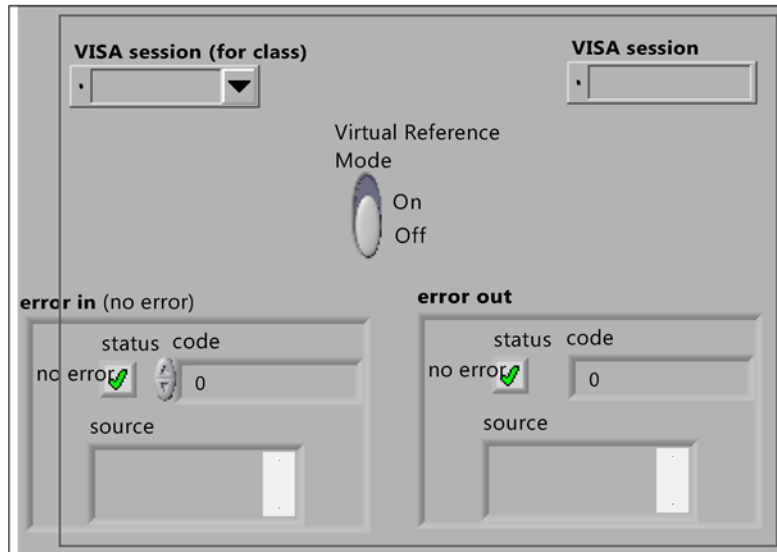 VISA session (for class)
VISA session
Virtual Reference
Mode
On
Off
error in (no error)
status code
no error
0
source
error out
status code
no error
0
source